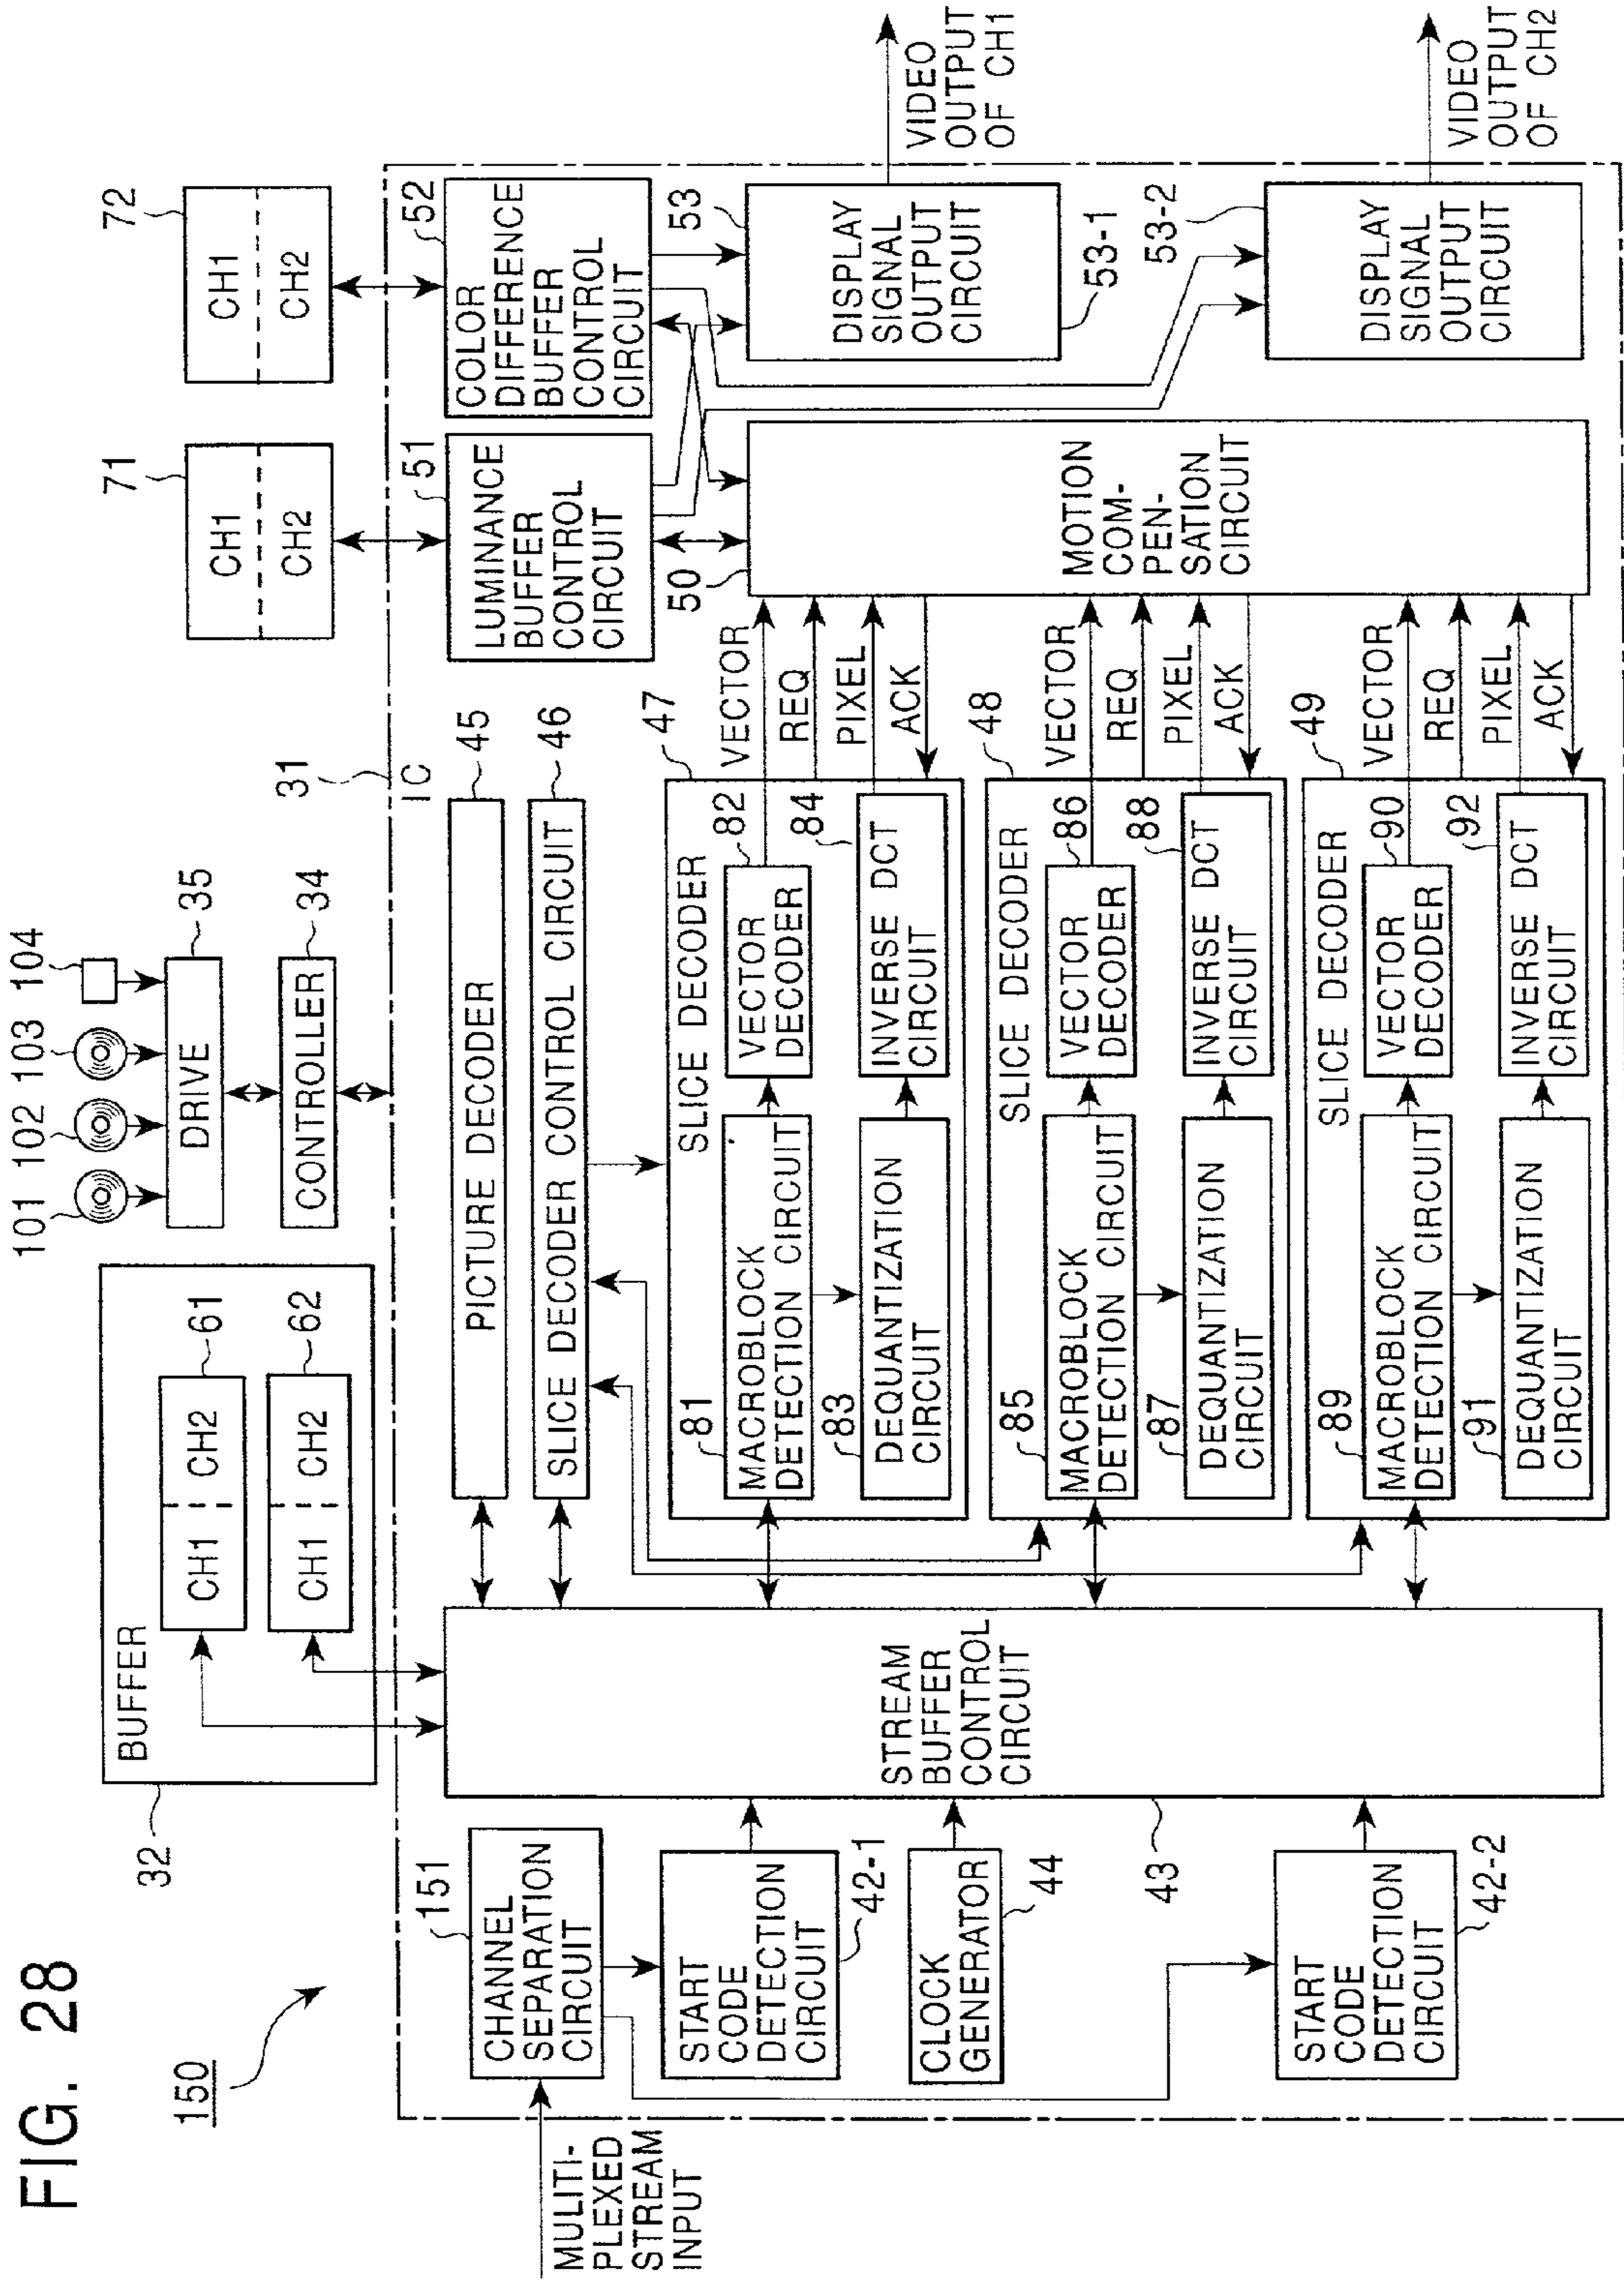 FIG. 28
150
MULITI-
PLEXED
STREAM
INPUT
151
CHANNEL
SEPARATION
CIRCUIT
START
CODE
DETECTION
CIRCUIT
42-1
CLOCK
GENERATOR
44
START
CODE
DETECTION
CIRCUIT
42-2
32
BUFFER
CH1
CH2
61
CH1
CH2
62
STREAM
BUFFER
CONTROL
CIRCUIT
43
101
102
103
104
DRIVE
35
CONTROLLER
34
31
IC
PICTURE DECODER
45
SLICE DECODER CONTROL CIRCUIT
46
SLICE DECODER
47
81
MACROBLOCK
DETECTION CIRCUIT
VECTOR
DECODER
82
83
DEQUANTIZATION
CIRCUIT
INVERSE DCT
CIRCUIT
84
VECTOR
REQ
PIXEL
ACK
SLICE DECODER
48
85
MACROBLOCK
DETECTION CIRCUIT
VECTOR
DECODER
86
87
DEQUANTIZATION
CIRCUIT
INVERSE DCT
CIRCUIT
88
VECTOR
REQ
PIXEL
ACK
SLICE DECODER
49
89
MACROBLOCK
DETECTION CIRCUIT
VECTOR
DECODER
90
91
DEQUANTIZATION
CIRCUIT
INVERSE DCT
CIRCUIT
92
VECTOR
REQ
PIXEL
ACK
71
CH1
CH2
72
CH1
CH2
LUMINANCE
BUFFER
CONTROL
CIRCUIT
51
COLOR
DIFFERENCE
BUFFER
CONTROL
CIRCUIT
52
50
MOTION
COM-
PEN-
SATION
CIRCUIT
53
DISPLAY
SIGNAL
OUTPUT
CIRCUIT
53-1
VIDEO
OUTPUT
OF CH1
53-2
DISPLAY
SIGNAL
OUTPUT
CIRCUIT
VIDEO
OUTPUT
OF CH2